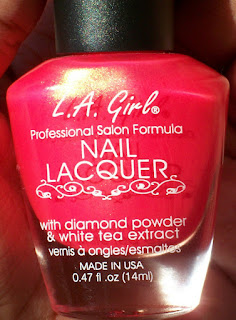 L.A. Girl®
Professional Salon Formula
NAIL
LACQUER
with diamond powder
& white tea extract
vernis à ongles/esmaltes
MADE IN USA
0.47 fl .oz (14ml)